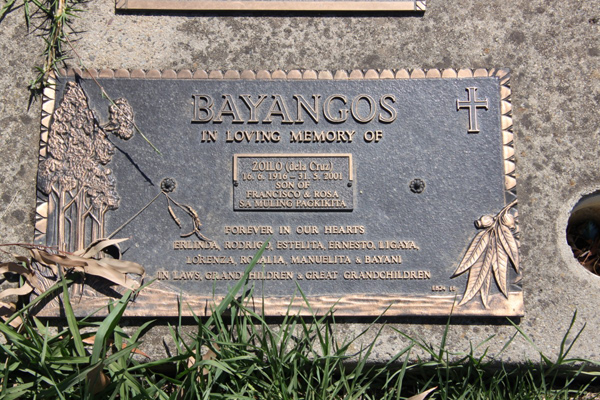 BAYANGOS
IN LOVING MEMORY OF
ZOILO (dela Cruz)
16. 6. 1916 - 31. 5. 2001
SON OF
FRANCISCO & ROSA
SA MULING PAGKIKITA
FOREVER IN OUR HEARTS
ERLINDA, RODRIGO, ESTELITA, ERNESTO, LIGAYA,
LORENZA, ROSALIA, MANUELITA & BAYANI
IN LAWS, GRANDCHILDREN & GREAT GRANDCHILDREN